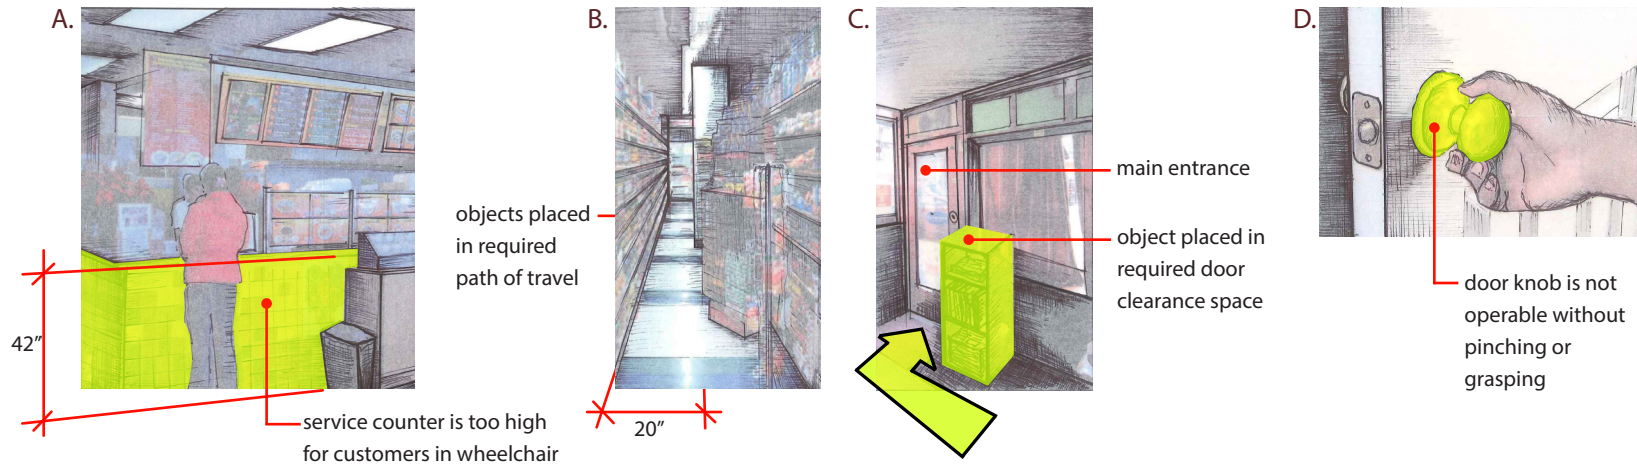 A.
42”
service counter is too high
for customers in wheelchair
B.
objects placed
in required
path of travel
20”
C.
main entrance
object placed in
required door
clearance space
D.
door knob is not
operable without
pinching or
grasping